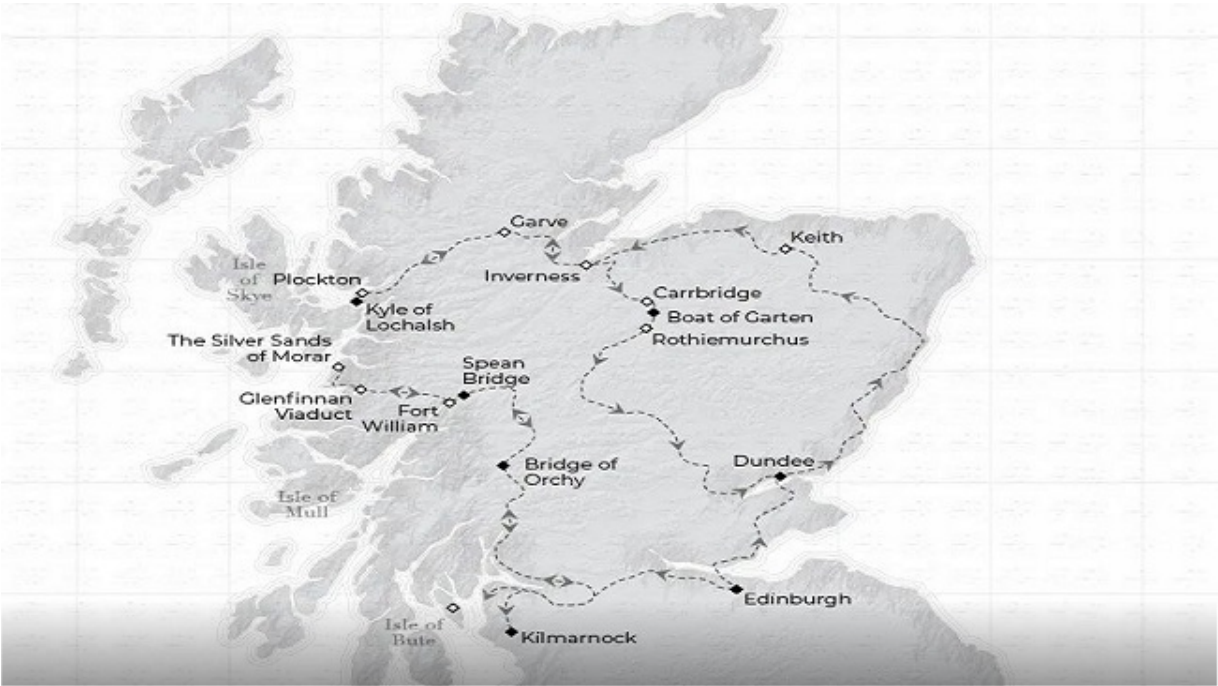 Garve
Keith
Isle
of
Skye
Plockton
Inverness
Kyle of
Lochalsh
Carrbridge
Boat of Garten
Rothiemurchus
The Silver Sands
of Morar
Spean
Bridge
Glenfinnan
Viaduct
Fort
William
Bridge of
Orchy
Dundee
Isle of
Mull
Edinburgh
Isle of
Bute
Kilmarnock